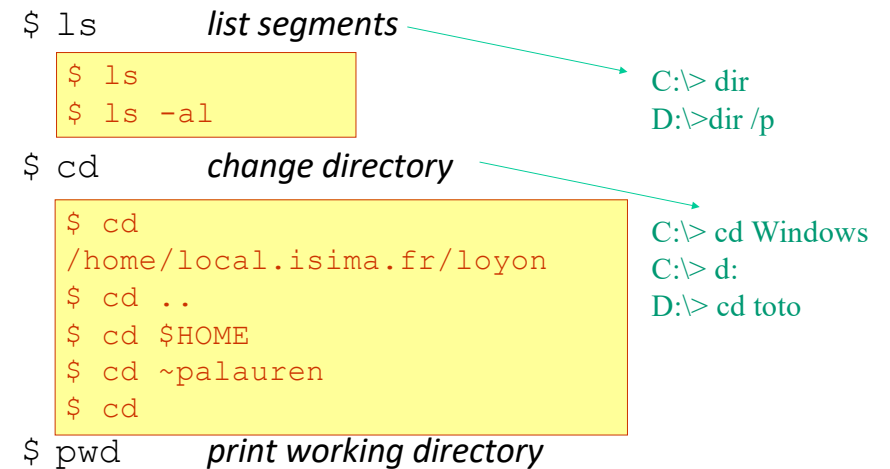 $ ls list segments
$ ls
$ ls -al
C:\> dir
D:\>dir /p
$ cd change directory
$ cd
/home/local.isima.fr/loyon
$ cd ..
$ cd $HOME
$ cd ~palauren
$ cd
C:\> cd Windows
C:\> d:
D:\> cd toto
$ pwd print working directory